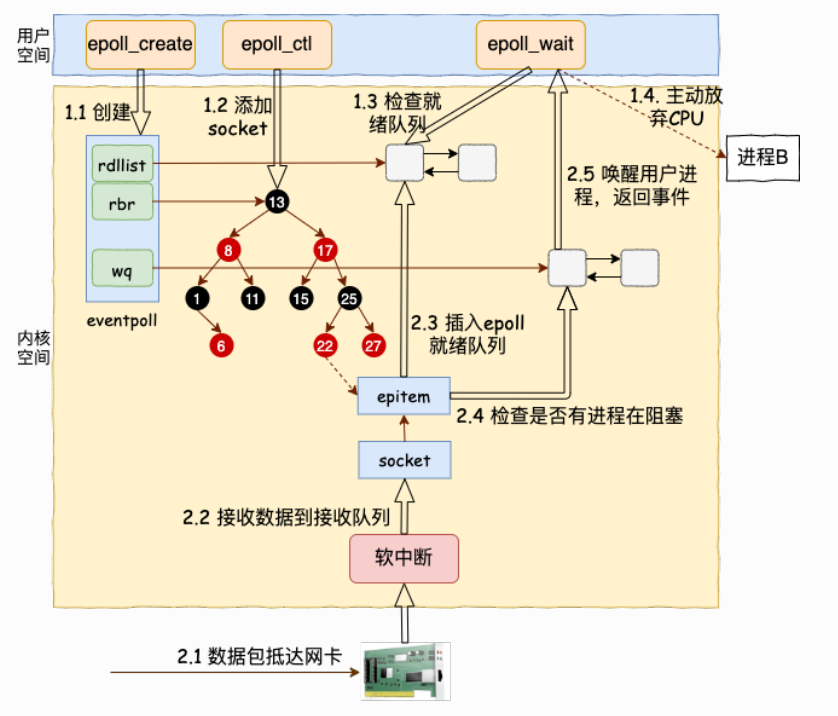 用户
空间
epoll_create
epoll_ctl
epoll_wait
1.1 创建
1.2 添加
socket
1.3 检查就
绪队列
1.4. 主动放
弃CPU
进程B
rdllist
rbr
wq
eventpoll
13
8
17
1
11
15
25
6
22
27
2.5 唤醒用户进
程，返回事件
内核
空间
2.3 插入epoll
就绪队列
epitem
2.4 检查是否有进程在阻塞
socket
2.2 接收数据到接收队列
软中断
2.1 数据包抵达网卡